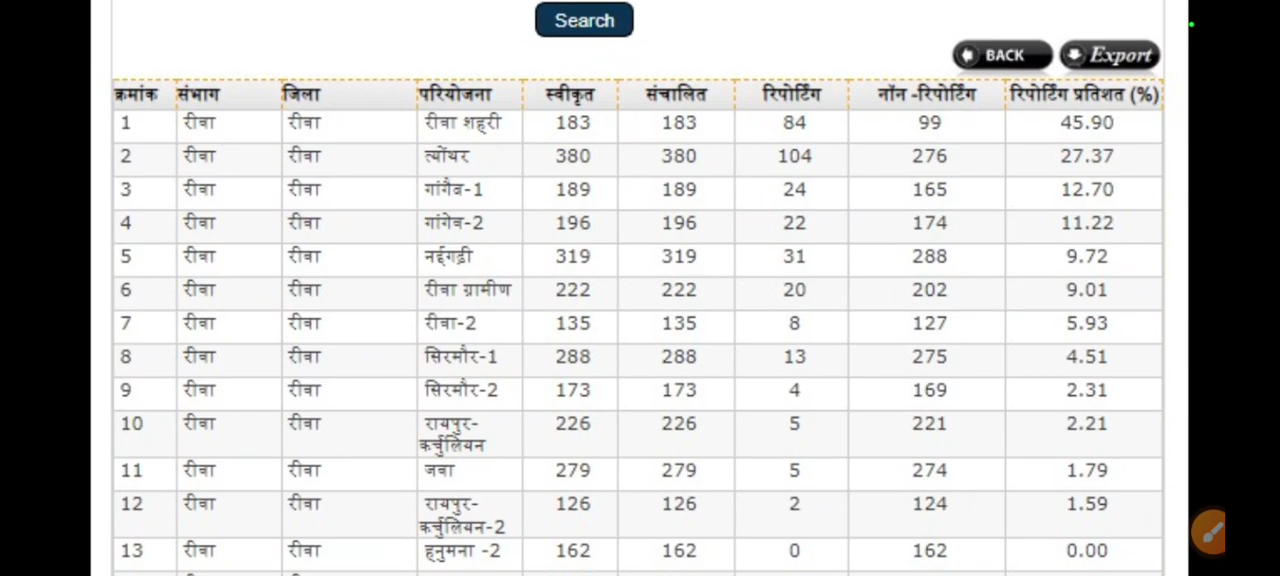 Search
BACK Export
क्रमांक संभाग जिला परियोजना स्वीकृत संचालित रिपोर्टिंग नॉन -रिपोर्टिंग रिपोर्टिंग प्रतिशत (%)
1 रीवा रीवा रीवा शहरी 183 183 84 99 45.90
2 रीवा रीवा त्योंथर 380 380 104 276 27.37
3 रीवा रीवा गांगेव-1 189 189 24 165 12.70
4 रीवा रीवा गांगेव-2 196 196 22 174 11.22
5 रीवा रीवा नईगढ़ी 319 319 31 288 9.72
6 रीवा रीवा रीवा ग्रामीण 222 222 20 202 9.01
7 रीवा रीवा रीवा-2 135 135 8 127 5.93
8 रीवा रीवा सिरमौर-1 288 288 13 275 4.51
9 रीवा रीवा सिरमौर-2 173 173 4 169 2.31
10 रीवा रीवा रायपुर- 226 226 5 221 2.21
कर्चुलियन
11 रीवा रीवा जवा 279 279 5 274 1.79
12 रीवा रीवा रायपुर- 126 126 2 124 1.59
कर्चुलियन-2
13 रीवा रीवा हनुमना -2 162 162 0 162 0.00